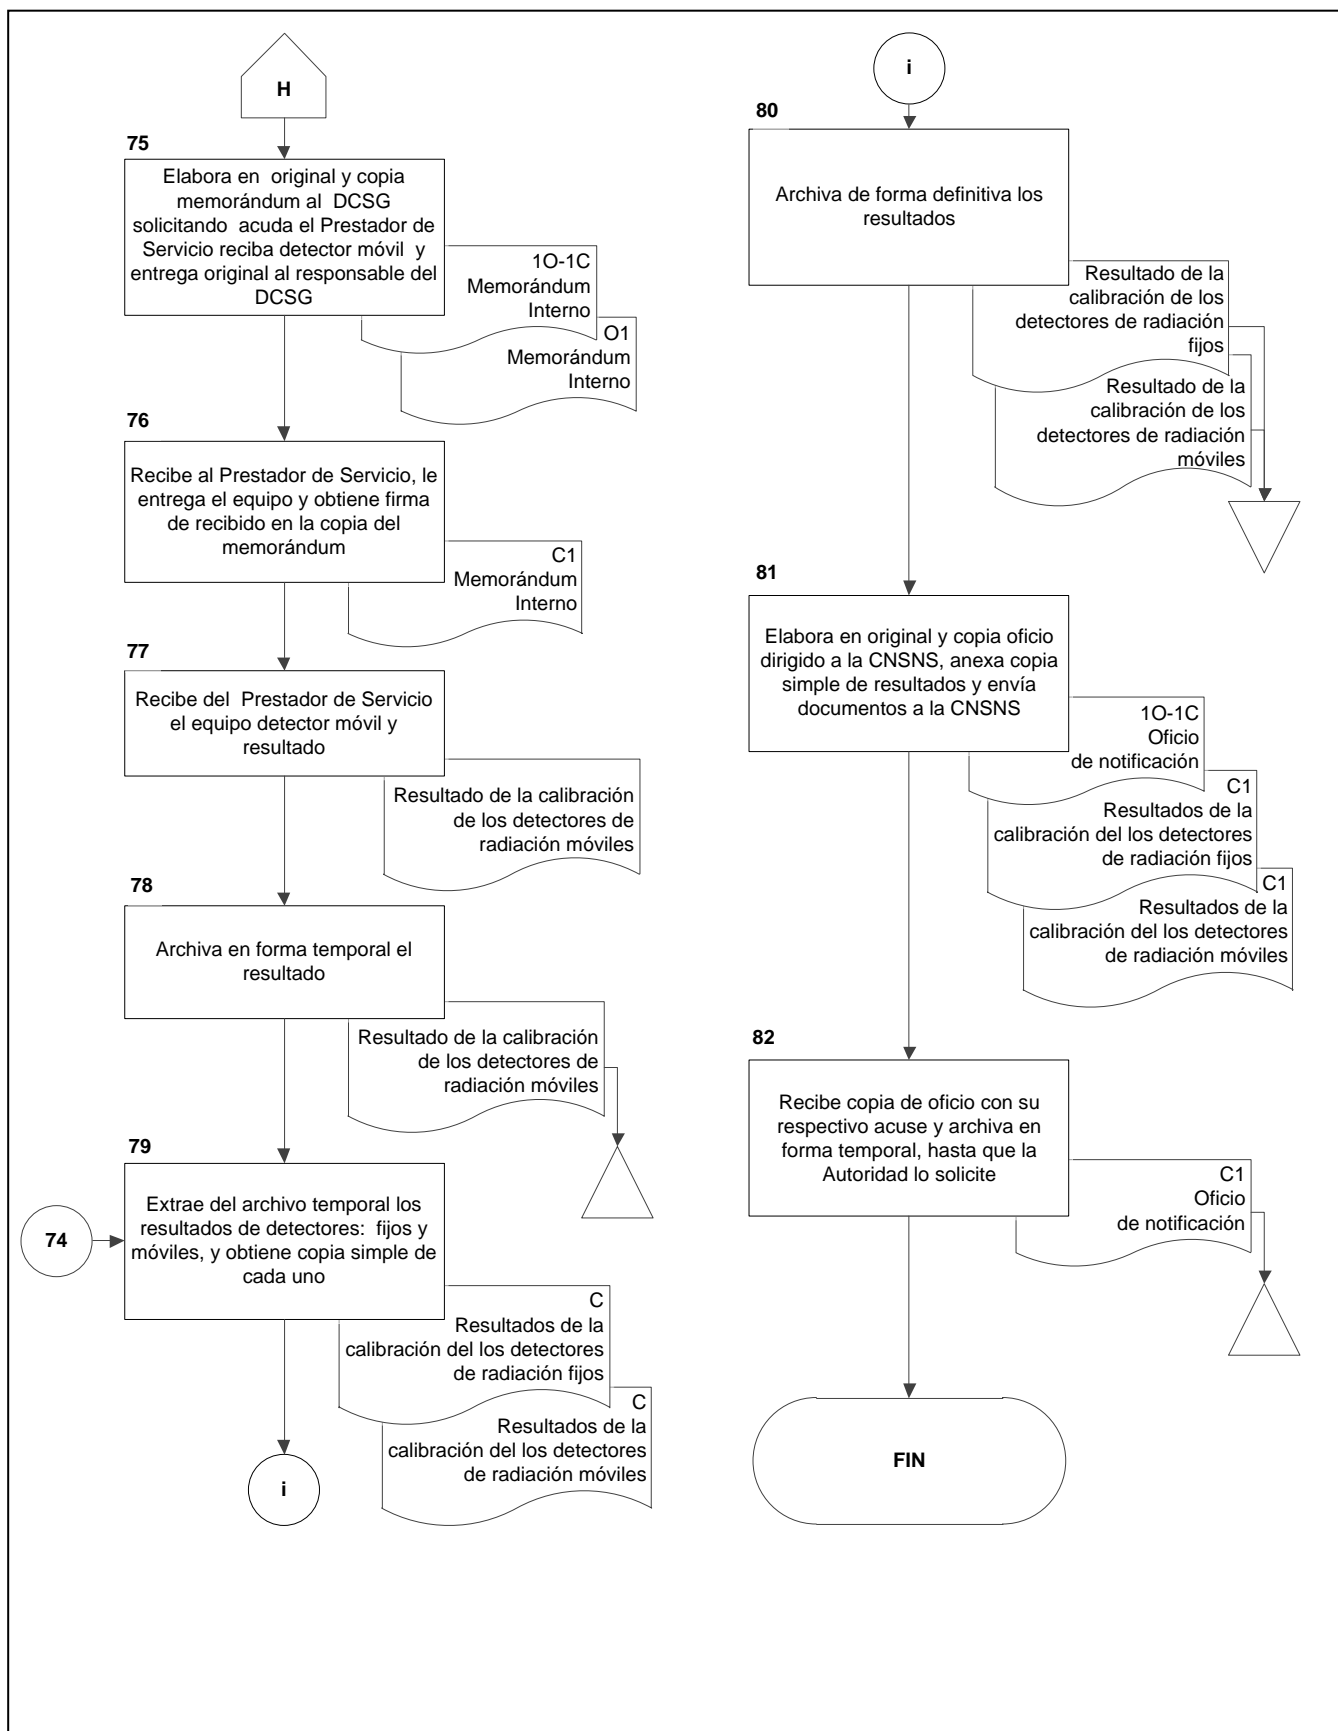 H
75
Elabora en original y copia
memorándum al DCSG
solicitando acuda el Prestador de
Servicio reciba detector móvil y
entrega original al responsable del
DCSG
1O-1C
Memorándum
Interno
O1
Memorándum
Interno
76
Recibe al Prestador de Servicio, le
entrega el equipo y obtiene firma
de recibido en la copia del
memorándum
C1
Memorándum
Interno
77
Recibe del Prestador de Servicio
el equipo detector móvil y
resultado
Resultado de la calibración
de los detectores de
radiación móviles
78
Archiva en forma temporal el
resultado
Resultado de la calibración
de los detectores de
radiación móviles
79
Extrae del archivo temporal los
resultados de detectores: fijos y
móviles, y obtiene copia simple de
cada uno
74
C
Resultados de la
calibración del los detectores
de radiación fijos
C
Resultados de la
calibración del los detectores
de radiación móviles
i
i
80
Archiva de forma definitiva los
resultados
Resultado de la
calibración de los
detectores de radiación
fijos
Resultado de la
calibración de los
detectores de radiación
móviles
81
Elabora en original y copia oficio
dirigido a la CNSNS, anexa copia
simple de resultados y envía
documentos a la CNSNS
1O-1C
Oficio
de notificación
C1
Resultados de la
calibración del los detectores
de radiación fijos
C1
Resultados de la
calibración del los detectores
de radiación móviles
82
Recibe copia de oficio con su
respectivo acuse y archiva en
forma temporal, hasta que la
Autoridad lo solicite
C1
Oficio
de notificación
FIN